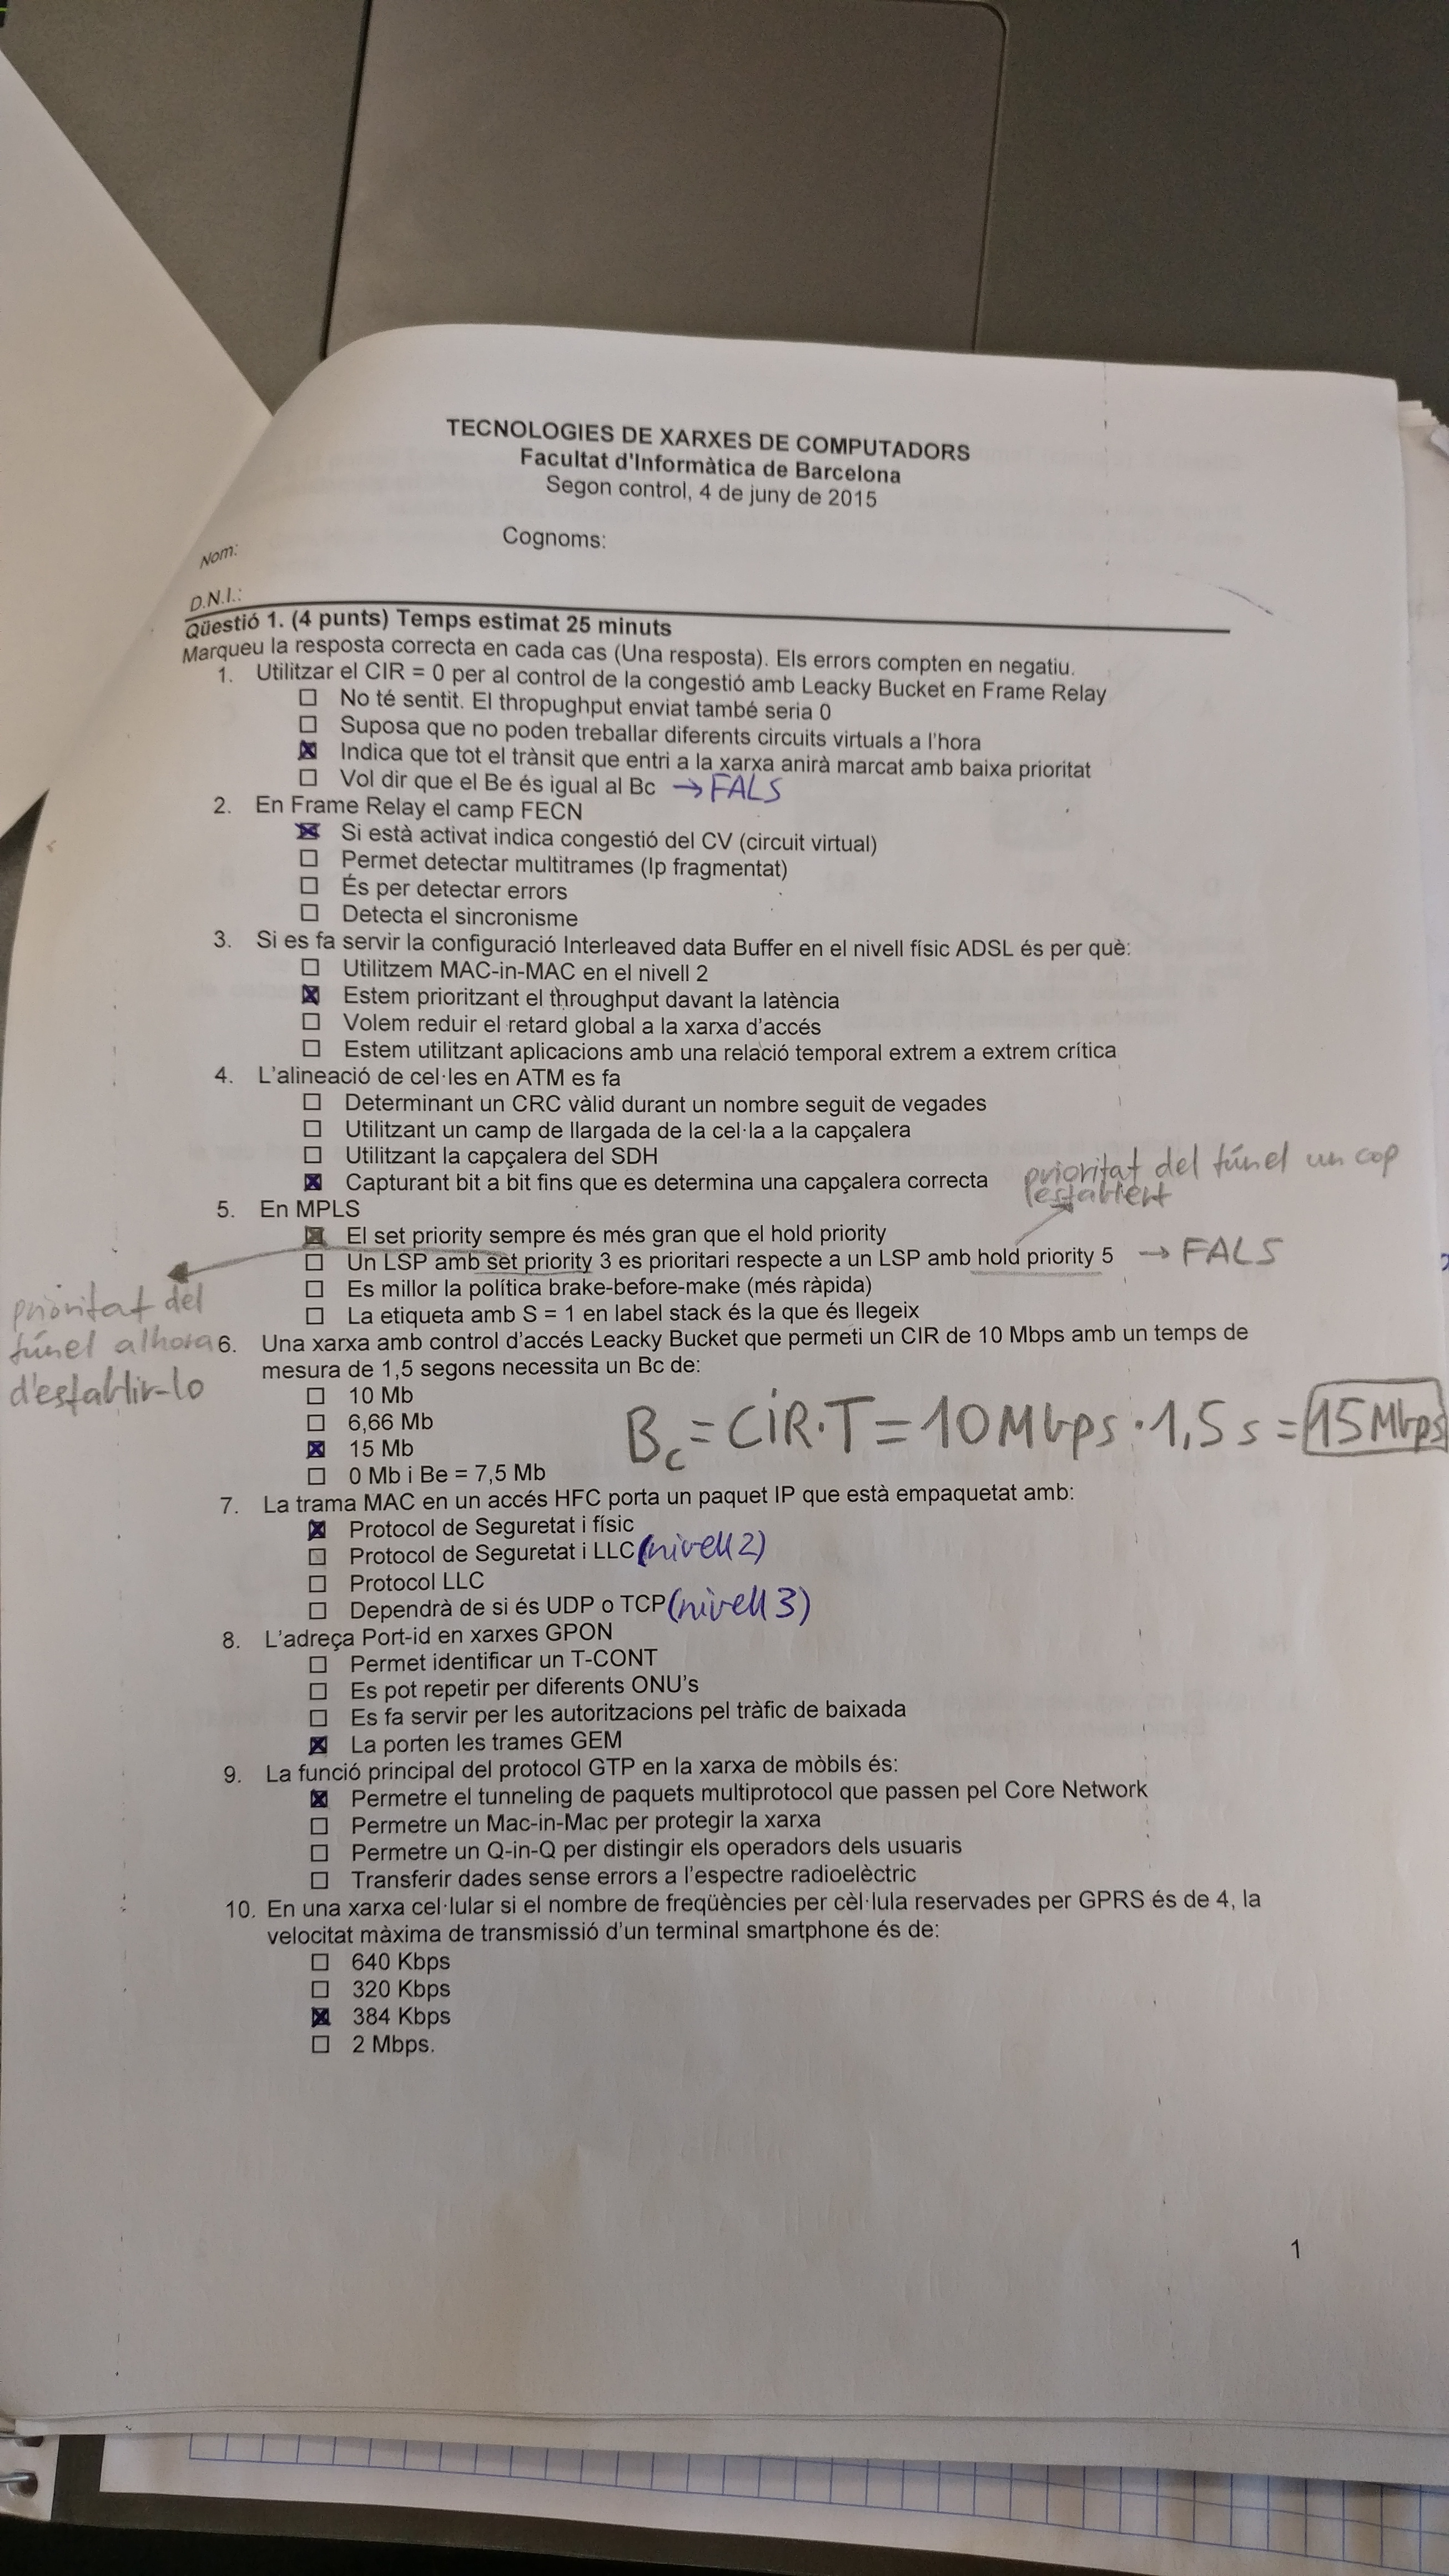 TECNOLOGIES DE XARXES DE COMPUTADORS
Facultat d'Informàtica de Barcelona
Segon control, 4 de juny de 2015
Nom:
Cognoms:
D.N.I.:
Qüestió 1. (4 punts) Temps estimat 25 minuts
Marqueu la resposta correcta en cada cas (Una resposta). Els errors compten en negatiu.
1. Utilitzar el CIR = 0 per al control de la congestió amb Leacky Bucket en Frame Relay
☐ No té sentit. El thropughput enviat també seria 0
☐ Suposa que no poden treballar diferents circuits virtuals a l'hora
☒ Indica que tot el trànsit que entri a la xarxa anirà marcat amb baixa prioritat
☐ Vol dir que el Be és igual al Bc → FALS
2. En Frame Relay el camp FECN
☒ Si està activat indica congestió del CV (circuit virtual)
☐ Permet detectar multitrames (Ip fragmentat)
☐ És per detectar errors
☐ Detecta el sincronisme
3. Si es fa servir la configuració Interleaved data Buffer en el nivell físic ADSL és per què:
☐ Utilitzem MAC-in-MAC en el nivell 2
☒ Estem prioritzant el throughput davant la latència
☐ Volem reduir el retard global a la xarxa d'accés
☐ Estem utilitzant aplicacions amb una relació temporal extrem a extrem crítica
4. L'alineació de cel·les en ATM es fa
☐ Determinant un CRC vàlid durant un nombre seguit de vegades
☐ Utilitzant un camp de llargada de la cel·la a la capçalera
☐ Utilitzant la capçalera del SDH
☒ Capturant bit a bit fins que es determina una capçalera correcta
prioritat del túnel un cop
establert
5. En MPLS
☒ El set priority sempre és més gran que el hold priority
☐ Un LSP amb set priority 3 es prioritari respecte a un LSP amb hold priority 5 → FALS
☐ Es millor la política brake-before-make (més ràpida)
☐ La etiqueta amb S = 1 en label stack és la que és llegeix
prioritat del
túnel alhora
d'establir-lo
6. Una xarxa amb control d'accés Leacky Bucket que permeti un CIR de 10 Mbps amb un temps de
mesura de 1,5 segons necessita un Bc de:
☐ 10 Mb
☐ 6,66 Mb
☒ 15 Mb
☐ 0 Mb i Be = 7,5 Mb
Bc = CIR·T = 10 Mbps · 1,5 s = 15 Mbps
7. La trama MAC en un accés HFC porta un paquet IP que està empaquetat amb:
☒ Protocol de Seguretat i físic
☐ Protocol de Seguretat i LLC (nivell 2)
☐ Protocol LLC
☐ Dependrà de si és UDP o TCP (nivell 3)
8. L'adreça Port-id en xarxes GPON
☐ Permet identificar un T-CONT
☐ Es pot repetir per diferents ONU's
☐ Es fa servir per les autoritzacions pel tràfic de baixada
☒ La porten les trames GEM
9. La funció principal del protocol GTP en la xarxa de mòbils és:
☒ Permetre el tunneling de paquets multiprotocol que passen pel Core Network
☐ Permetre un Mac-in-Mac per protegir la xarxa
☐ Permetre un Q-in-Q per distingir els operadors dels usuaris
☐ Transferir dades sense errors a l'espectre radioelèctric
10. En una xarxa cel·lular si el nombre de freqüències per cèl·lula reservades per GPRS és de 4, la
velocitat màxima de transmissió d'un terminal smartphone és de:
☐ 640 Kbps
☐ 320 Kbps
☒ 384 Kbps
☐ 2 Mbps.
1